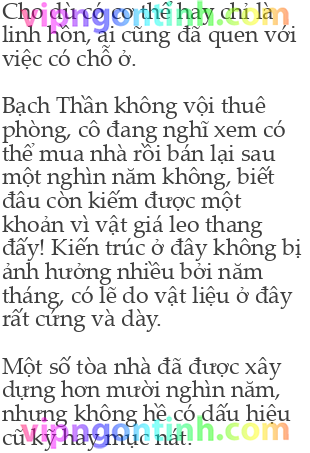 Cho dù có cơ thể hay chỉ là
linh hồn, ai cũng đã quen với
việc có chỗ ở.
Bạch Thần không vội thuê
phòng, cô đang nghĩ xem có
thể mua nhà rồi bán lại sau
một nghìn năm không, biết
đâu còn kiếm được một
khoản vì vật giá leo thang
đấy! Kiến trúc ở đây không bị
ảnh hưởng nhiều bởi năm
tháng, có lẽ do vật liệu ở đây
rất cứng và dày.
Một số tòa nhà đã được xây
dựng hơn mười nghìn năm,
nhưng không hề có dấu hiệu
cũ kỹ hay mục nát.
vipngontinh.com
vipngontinh.com